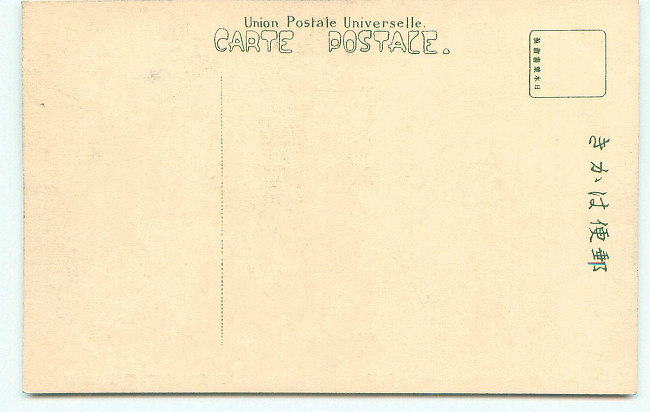 Union Postale Universelle.
CARTE POSTALE.
きかは便郵